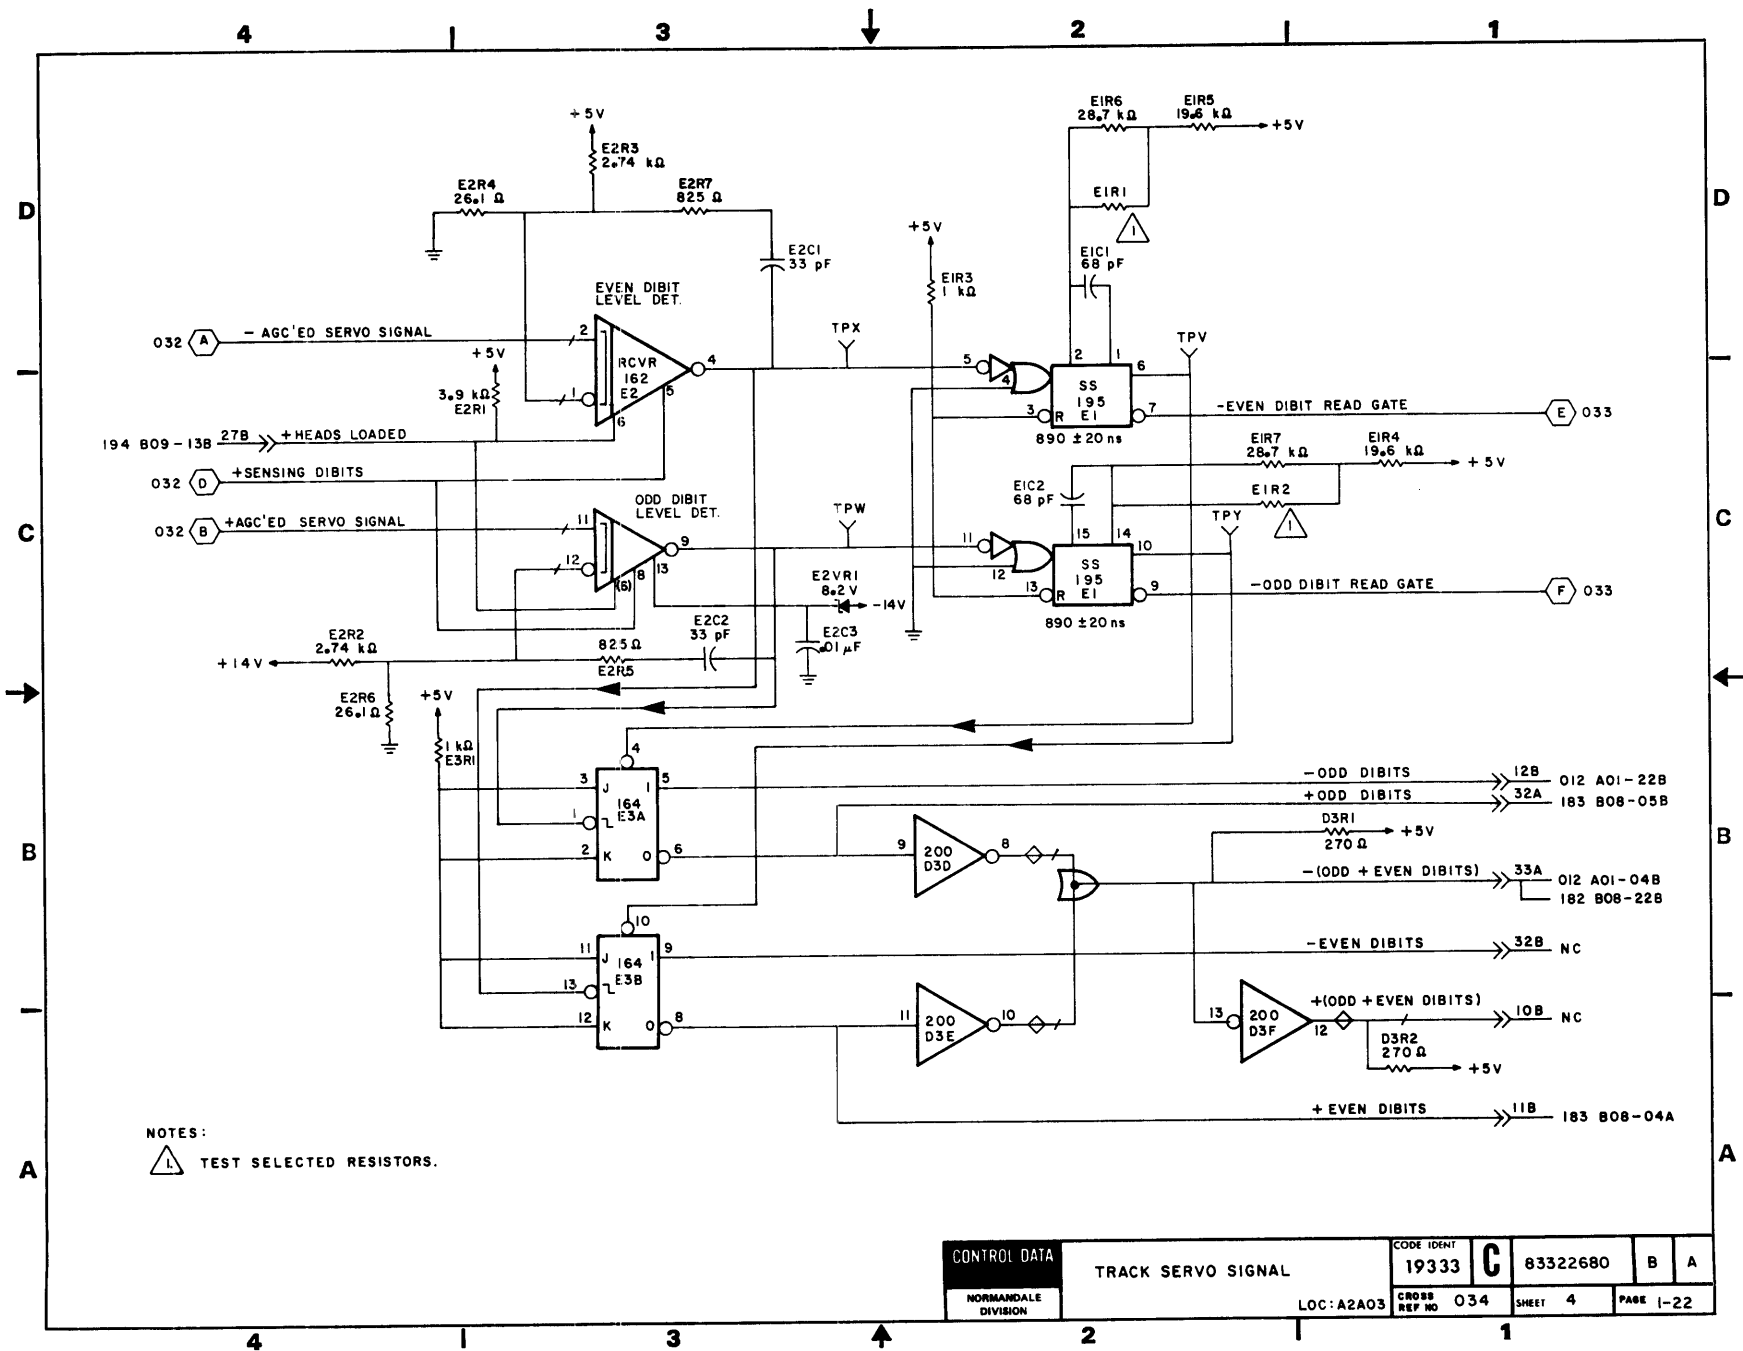 4 3 2 1
D
C
B
A
D
C
B
A
+5V
E2R3
2.74 kΩ
E2R4
26.1 Ω
E2R7
825 Ω
E2C1
33 pF
EVEN DIBIT
LEVEL DET.
032 A - AGC'ED SERVO SIGNAL
2
+5V
3.9 kΩ
E2R1
1
RCVR
162
E2
4
5
6
194 B09-13B 27B +HEADS LOADED
032 D +SENSING DIBITS
032 B +AGC'ED SERVO SIGNAL
ODD DIBIT
LEVEL DET.
11
12
9
13
8
(6)
TPX
TPW
E2VR1
8.2 V
-14V
E2C3
.01 µF
E2C2
33 pF
825 Ω
E2R5
E2R2
2.74 kΩ
+14V
E2R6
26.1 Ω
+5V
E1R3
1 kΩ
E1R6
28.7 kΩ
E1R5
19.6 kΩ
+5V
E1R1
1
E1C1
68 pF
TPV
5
4
3
2 1
SS
195
E1
R
6
7
890 ±20 ns
-EVEN DIBIT READ GATE
E 033
E1R7
28.7 kΩ
E1R4
19.6 kΩ
+ 5V
E1R2
1
E1C2
68 pF
TPY
11
12
13
15 14
SS
195
E1
R
10
9
890 ±20 ns
-ODD DIBIT READ GATE
F 033
+5V
1 kΩ
E3R1
4
3 J 1 5
164
E3A
1
2 K 0 6
10
11 J 1 9
164
E3B
13
12 K 0 8
-ODD DIBITS 12B 012 A01-22B
+ODD DIBITS 32A 183 B08-05B
9 200 D3D 8
D3R1
270 Ω
+5V
-(ODD + EVEN DIBITS) 33A 012 A01-04B
182 B08-22B
-EVEN DIBITS 32B NC
11 200 D3E 10
13 200 D3F 12
+(ODD + EVEN DIBITS) 10B NC
D3R2
270 Ω
+5V
+ EVEN DIBITS 11B 183 B08-04A
NOTES:
1. TEST SELECTED RESISTORS.
CONTROL DATA
NORMANDALE
DIVISION
TRACK SERVO SIGNAL
LOC: A2A03
CODE IDENT
19333
C
83322680
B
A
CROSS
REF NO 034
SHEET 4
PAGE 1-22
4 3 2 1